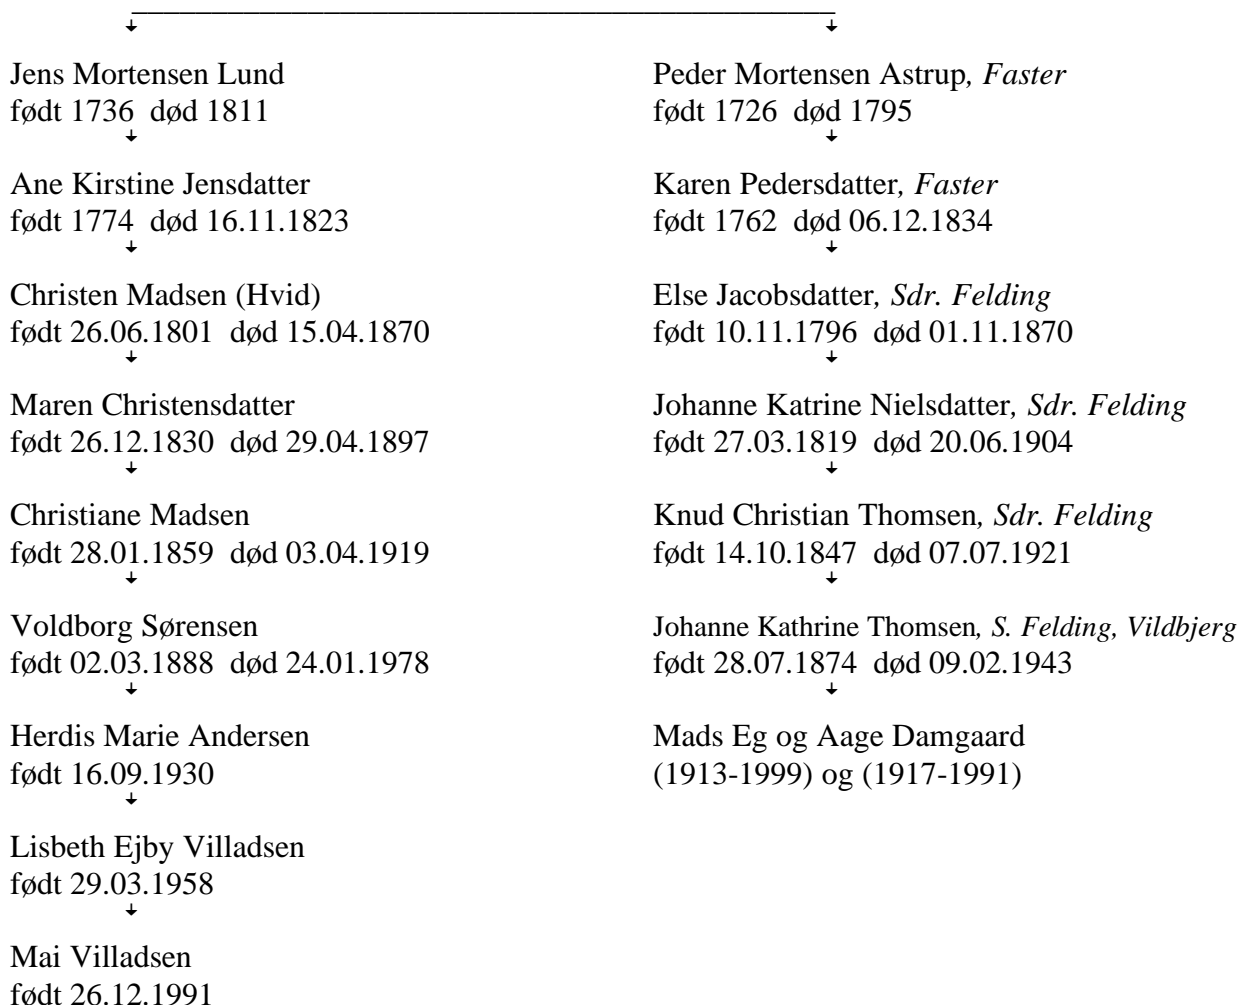 Jens Mortensen Lund
født 1736 død 1811
Ane Kirstine Jensdatter
født 1774 død 16.11.1823
Christen Madsen (Hvid)
født 26.06.1801 død 15.04.1870
Maren Christensdatter
født 26.12.1830 død 29.04.1897
Christiane Madsen
født 28.01.1859 død 03.04.1919
Voldborg Sørensen
født 02.03.1888 død 24.01.1978
Herdis Marie Andersen
født 16.09.1930
Lisbeth Ejby Villadsen
født 29.03.1958
Mai Villadsen
født 26.12.1991
Peder Mortensen Astrup, Faster
født 1726 død 1795
Karen Pedersdatter, Faster
født 1762 død 06.12.1834
Else Jacobsdatter, Sdr. Felding
født 10.11.1796 død 01.11.1870
Johanne Katrine Nielsdatter, Sdr. Felding
født 27.03.1819 død 20.06.1904
Knud Christian Thomsen, Sdr. Felding
født 14.10.1847 død 07.07.1921
Johanne Kathrine Thomsen, S. Felding, Vildbjerg
født 28.07.1874 død 09.02.1943
Mads Eg og Aage Damgaard
(1913-1999) og (1917-1991)